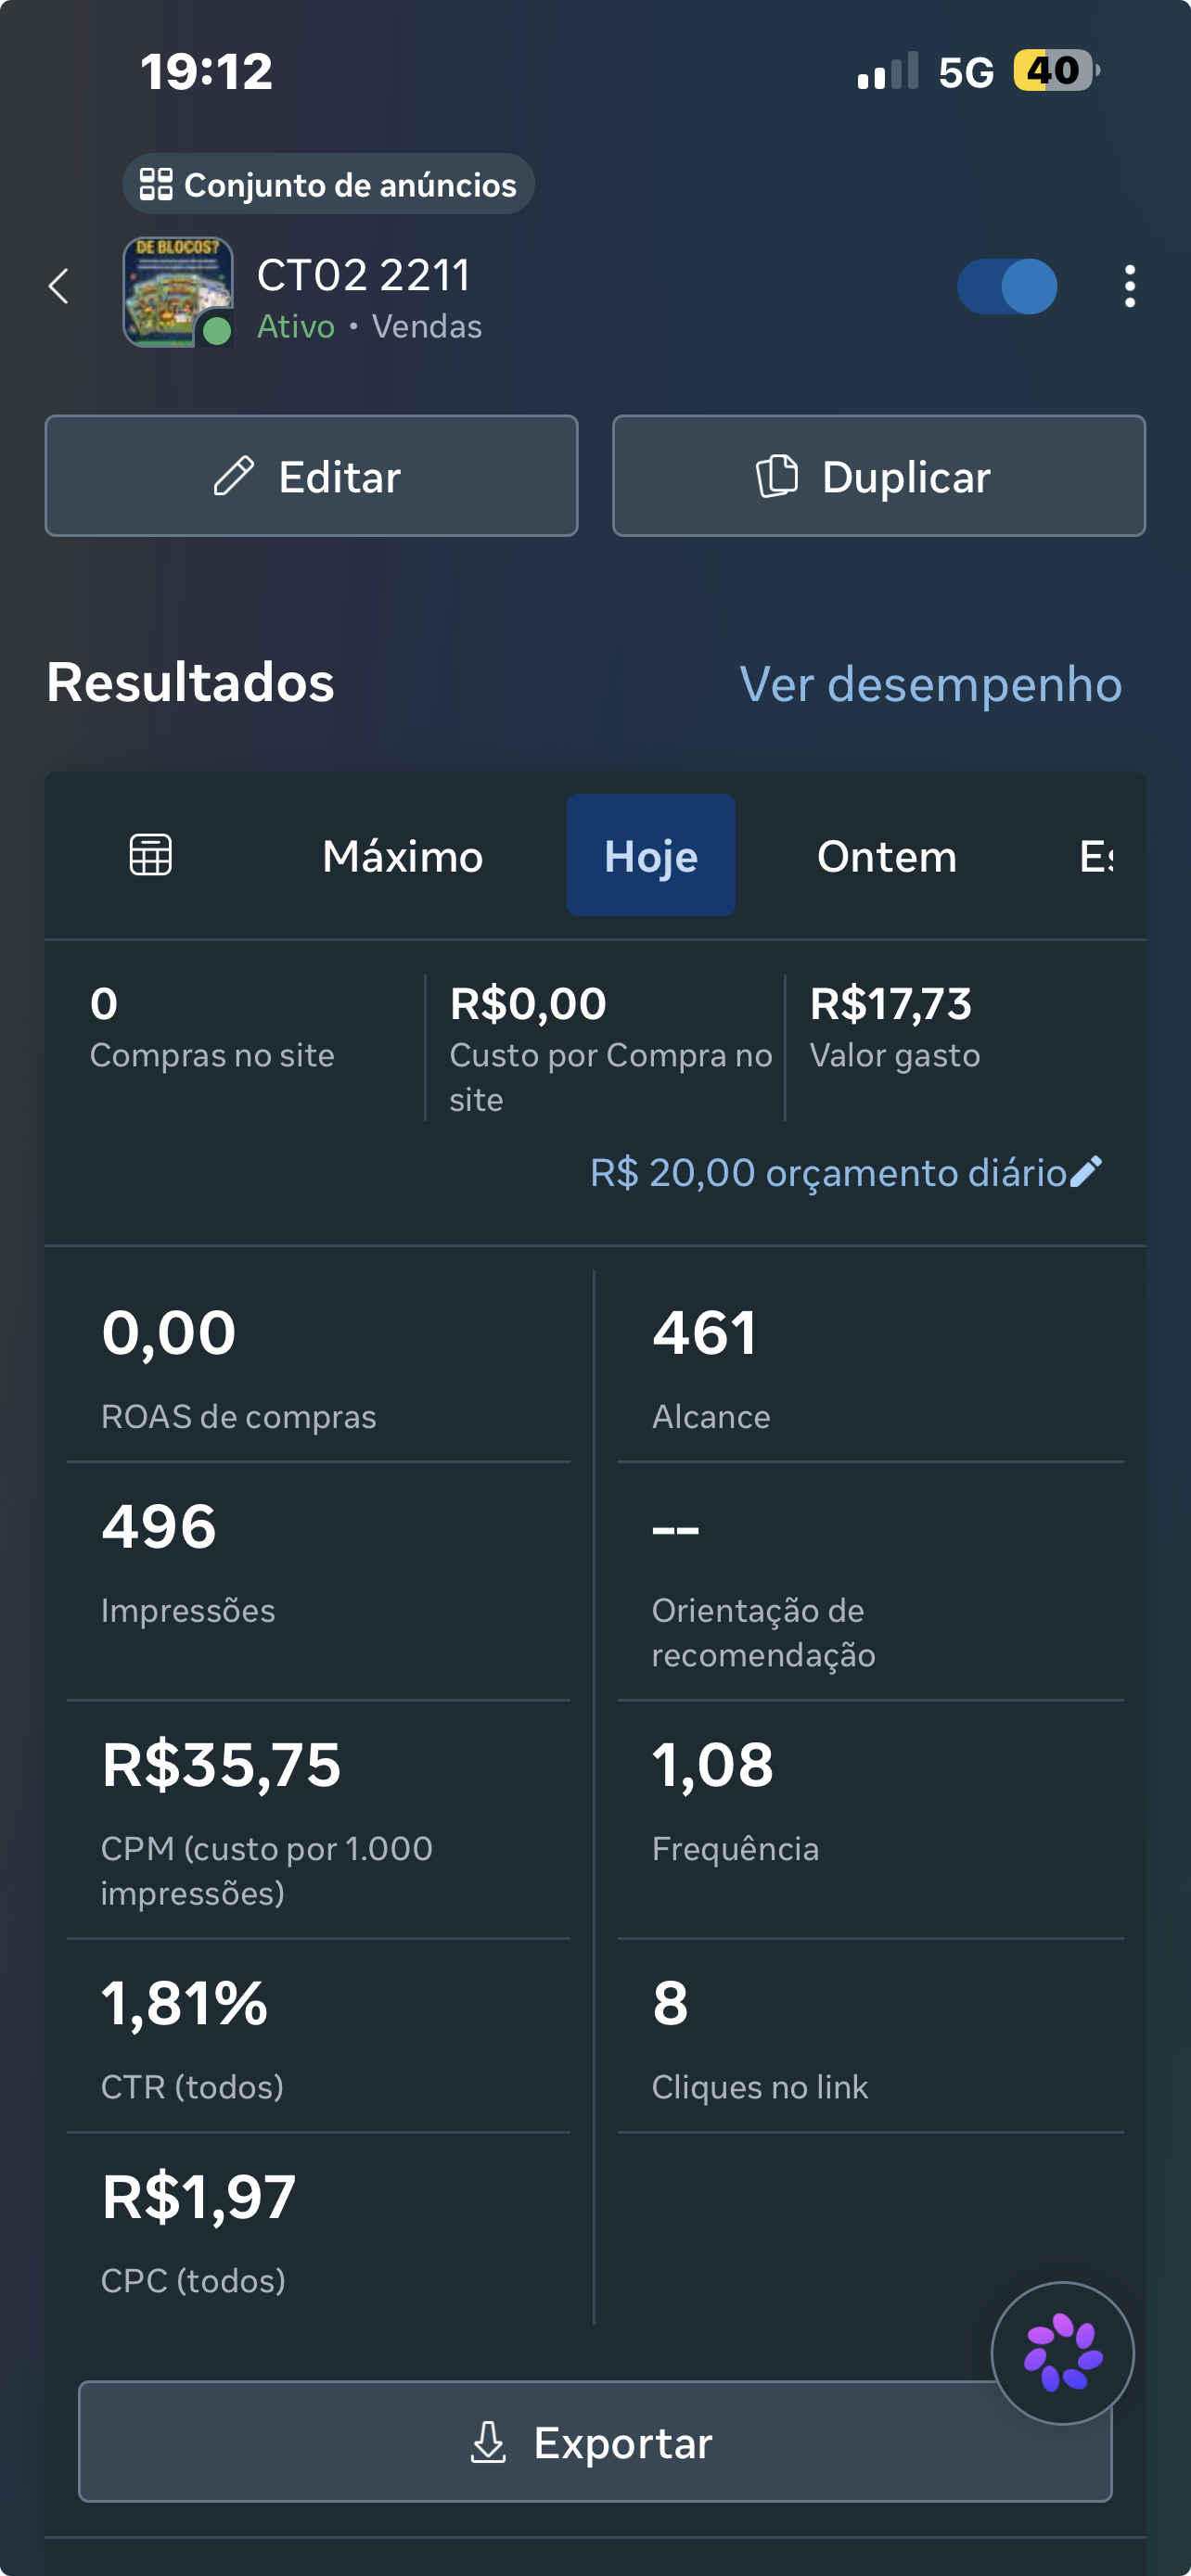 19:12
5G
40
Conjunto de anúncios
DE BLOCOS?
CT02 2211
Ativo • Vendas
Editar
Duplicar
Resultados
Ver desempenho
Máximo
Hoje
Ontem
0
Compras no site
R$0,00
Custo por Compra no
site
R$17,73
Valor gasto
R$ 20,00 orçamento diário
0,00
ROAS de compras
461
Alcance
496
Impressões
--
Orientação de
recomendação
R$35,75
CPM (custo por 1.000
impressões)
1,08
Frequência
1,81%
CTR (todos)
8
Cliques no link
R$1,97
CPC (todos)
Exportar